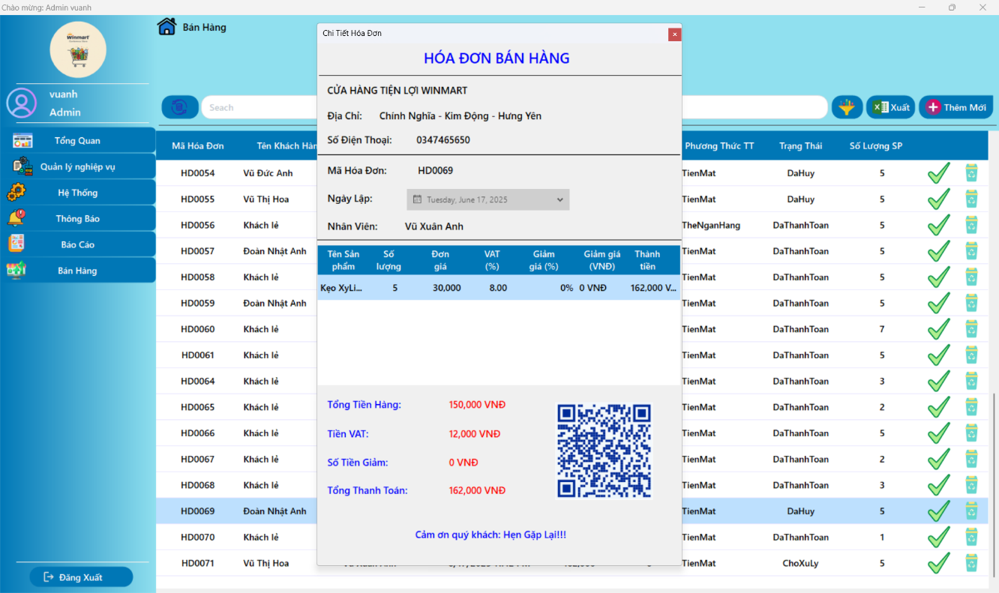 Chào mừng: Admin vuanh
Winmart
vuanh
Admin
Tổng Quan
Quản lý nghiệp vụ
Hệ Thống
Thông Báo
Báo Cáo
Bán Hàng
Đăng Xuất
Bán Hàng
Seach
Xuất
Thêm Mới
Mã Hóa Đơn Tên Khách Hàn Phương Thức TT Trạng Thái Số Lượng SP
HD0054 Vũ Đức Anh TienMat DaHuy 5
HD0055 Vũ Thị Hoa TienMat DaHuy 5
HD0056 Khách lẻ TheNganHang DaThanhToan 5
HD0057 Đoàn Nhật Anh TienMat DaThanhToan 5
HD0058 Khách lẻ TienMat DaThanhToan 5
HD0059 Đoàn Nhật Anh TienMat DaThanhToan 5
HD0060 Khách lẻ TienMat DaThanhToan 7
HD0061 Khách lẻ TienMat DaThanhToan 5
HD0064 Khách lẻ TienMat DaThanhToan 3
HD0065 Khách lẻ TienMat DaThanhToan 2
HD0066 Khách lẻ TienMat DaThanhToan 5
HD0067 Khách lẻ TienMat DaThanhToan 2
HD0068 Khách lẻ TienMat DaThanhToan 3
HD0069 Đoàn Nhật Anh TienMat DaHuy 5
HD0070 Khách lẻ TienMat DaThanhToan 1
HD0071 Vũ Thị Hoa TienMat ChoXuLy 5
Chi Tiết Hóa Đơn
HÓA ĐƠN BÁN HÀNG
CỬA HÀNG TIỆN LỢI WINMART
Địa Chỉ: Chính Nghĩa - Kim Động - Hưng Yên
Số Điện Thoại: 0347465650
Mã Hóa Đơn: HD0069
Ngày Lập: Tuesday, June 17, 2025
Nhân Viên: Vũ Xuân Anh
Tên Sản Số Đơn VAT Giảm Giảm giá Thành
phẩm lượng giá (%) giá (%) (VNĐ) tiền
Kẹo XyLi... 5 30,000 8.00 0% 0 VNĐ 162,000 V...
Tổng Tiền Hàng: 150,000 VNĐ
Tiền VAT: 12,000 VNĐ
Số Tiền Giảm: 0 VNĐ
Tổng Thanh Toán: 162,000 VNĐ
Cảm ơn quý khách: Hẹn Gặp Lại!!!